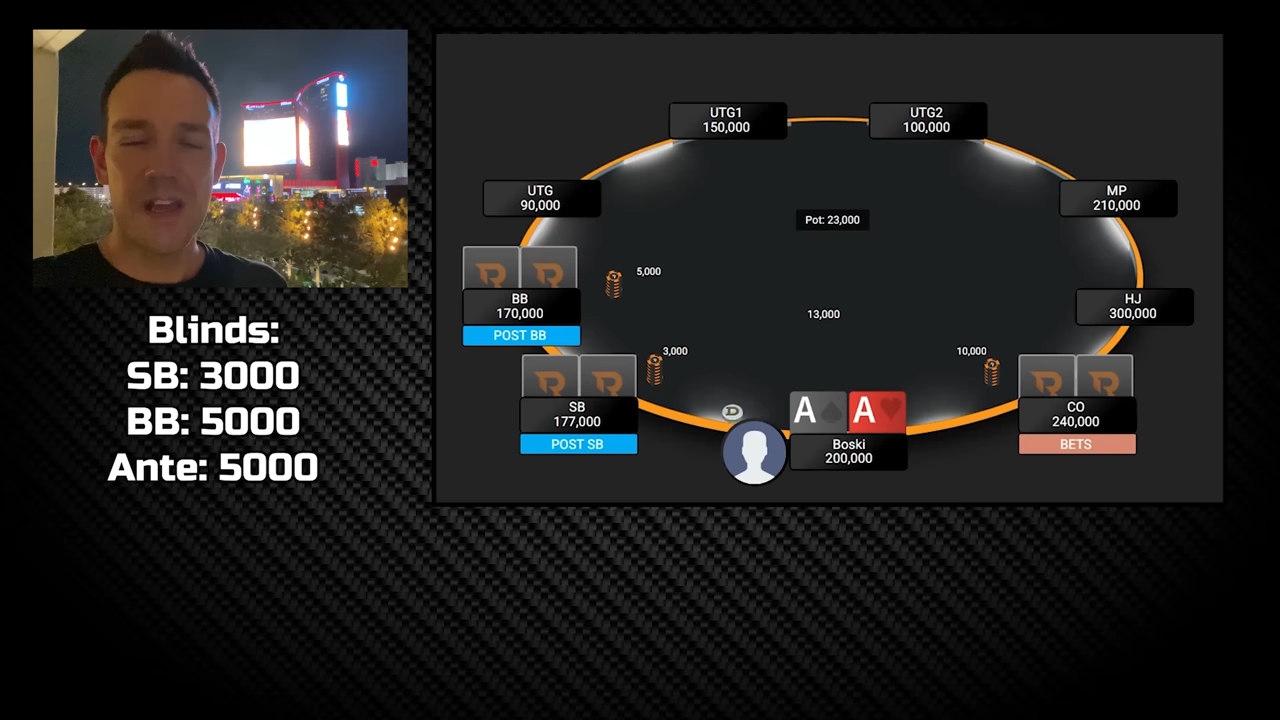 Blinds:
SB: 3000
BB: 5000
Ante: 5000
UTG1
150,000
UTG2
100,000
UTG
90,000
MP
210,000
Pot: 23,000
5,000
BB
170,000
POST BB
HJ
300,000
13,000
3,000
10,000
SB
177,000
POST SB
D
A
A
Boski
200,000
CO
240,000
BETS